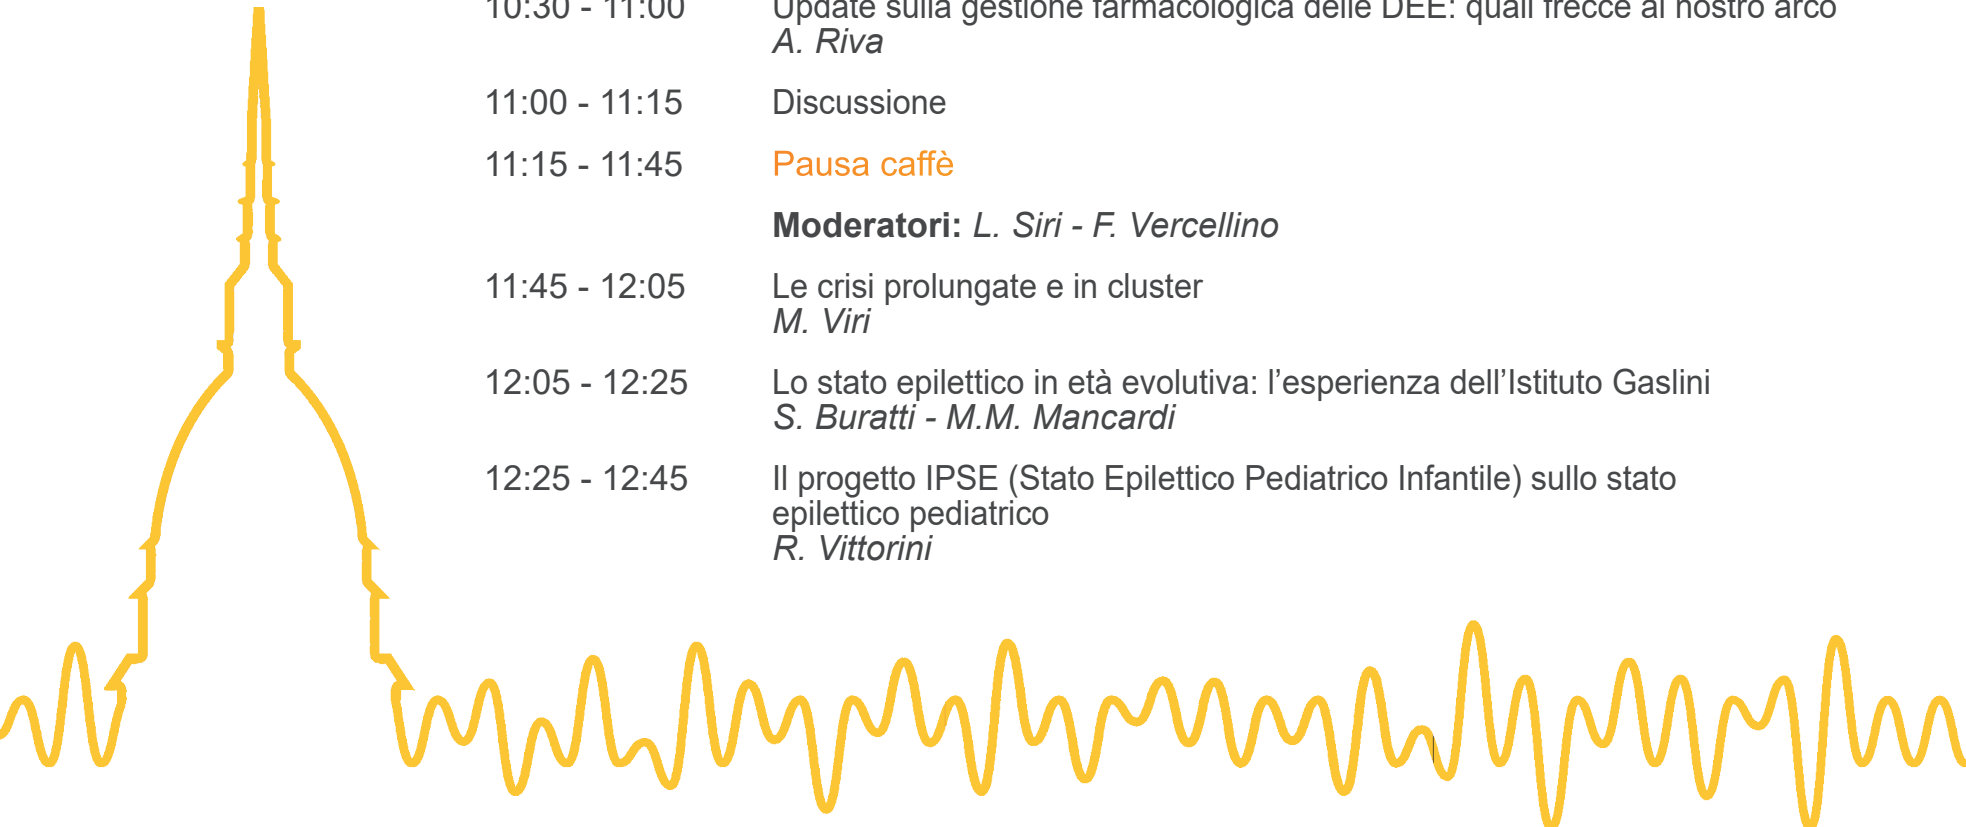 10:30 - 11:00 Update sulla gestione farmacologica delle DEE: quali frecce al nostro arco
A. Riva
11:00 - 11:15 Discussione
11:15 - 11:45 Pausa caffè
Moderatori: L. Siri - F. Vercellino
11:45 - 12:05 Le crisi prolungate e in cluster
M. Viri
12:05 - 12:25 Lo stato epilettico in età evolutiva: l’esperienza dell’Istituto Gaslini
S. Buratti - M.M. Mancardi
12:25 - 12:45 Il progetto IPSE (Stato Epilettico Pediatrico Infantile) sullo stato
epilettico pediatrico
R. Vittorini